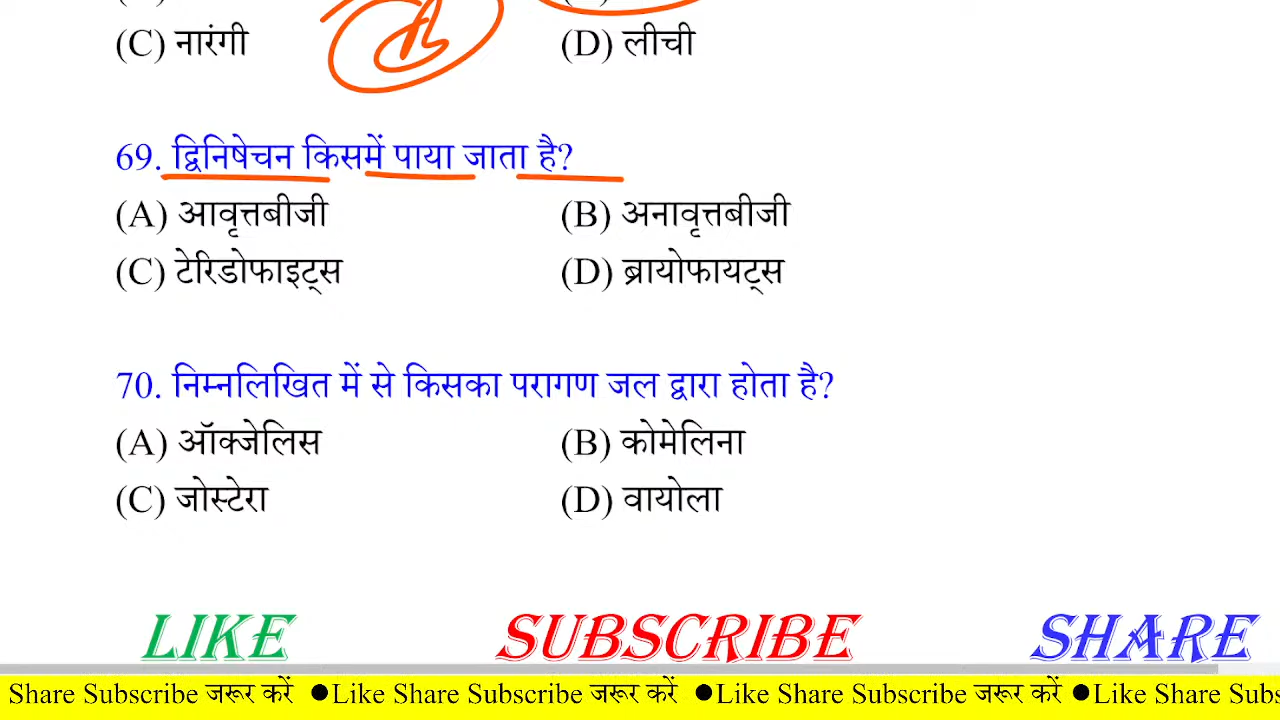 (C) नारंगी (D) लीची
69. द्विनिषेचन किसमें पाया जाता है?
(A) आवृत्तबीजी (B) अनावृत्तबीजी
(C) टेरिडोफाइट्स (D) ब्रायोफायट्स
70. निम्नलिखित में से किसका परागण जल द्वारा होता है?
(A) ऑक्जेलिस (B) कोमेलिना
(C) जोस्टेरा (D) वायोला
LIKE SUBSCRIBE SHARE
Share Subscribe जरूर करें ●Like Share Subscribe जरूर करें ●Like Share Subscribe जरूर करें ●Like Share Subs